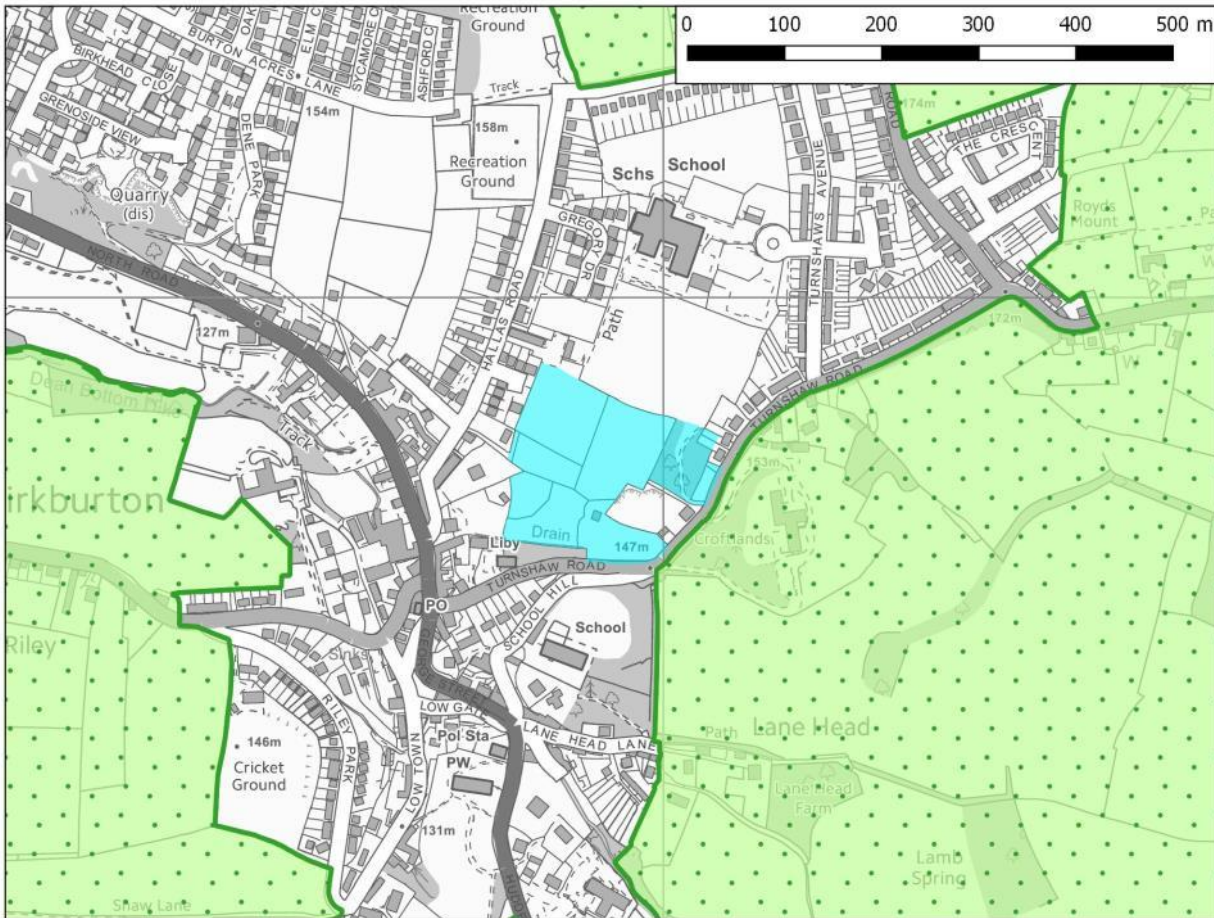 Recreation
Ground
0 100 200 300 400 500 m
BURTON ACRES LANE
OAK
ELM C
SYCAMORE C
ASHFORD C
BIRKHEAD CLOSE
GRENOSIDE VIEW
DENE PARK
154m
158m
Track
Recreation
Ground
Schs
School
TURNSHAWS AVENUE
ROAD
174m
THE CRESCENT
Royds
Mount
Quarry
(dis)
GREGORY DR
NORTH ROAD
HALLAS ROAD
Path
127m
172m
W
W
Dean Bottom
Track
TURNSHAW ROAD
153m
irkburton
Drain
Liby
147m
Croftlands
TURNSHAW ROAD
PO
SCHOOL HILL
School
Riley
Sinks
GEORGE STREET
LOW GATE
RILEY PARK
LOW TOWN
Pol Sta
PW
LANE HEAD LANE
Path
Lane Head
146m
Cricket
Ground
Lane Head
Farm
131m
Lamb
Spring
Shaw Lane
HUD